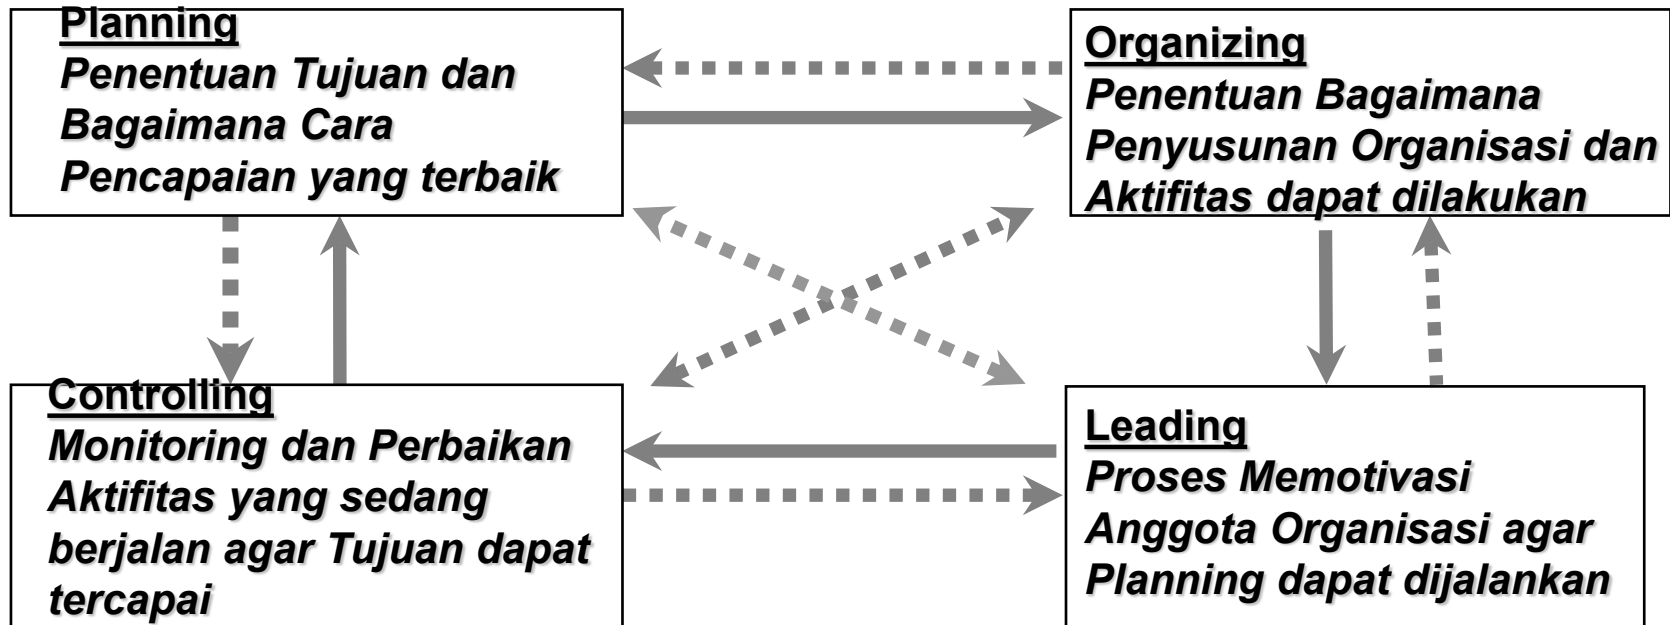 Planning
Penentuan Tujuan dan
Bagaimana Cara
Pencapaian yang terbaik
Organizing
Penentuan Bagaimana
Penyusunan Organisasi dan
Aktifitas dapat dilakukan
Controlling
Monitoring dan Perbaikan
Aktifitas yang sedang
berjalan agar Tujuan dapat
tercapai
Leading
Proses Memotivasi
Anggota Organisasi agar
Planning dapat dijalankan